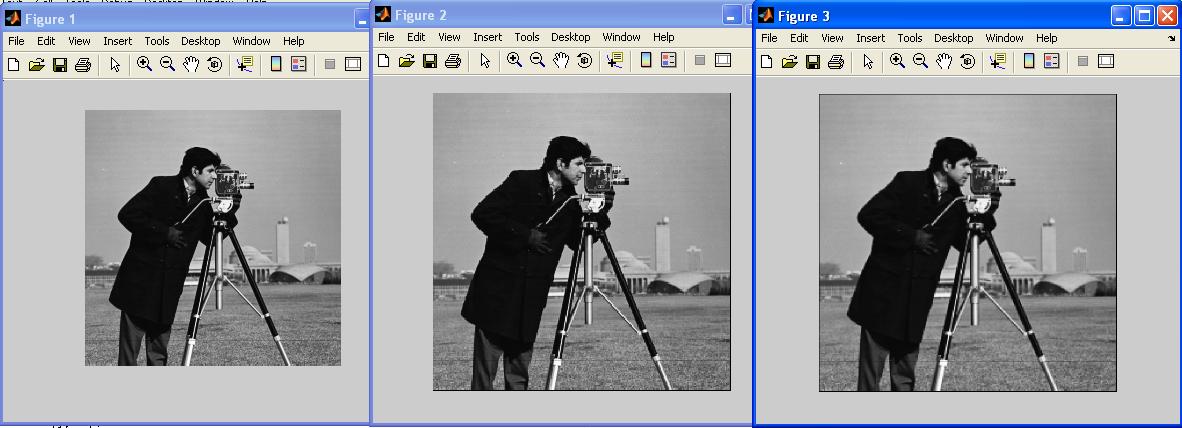 Figure 1
File Edit View Insert Tools Desktop Window Help
Figure 2
File Edit View Insert Tools Desktop Window Help
Figure 3
File Edit View Insert Tools Desktop Window Help